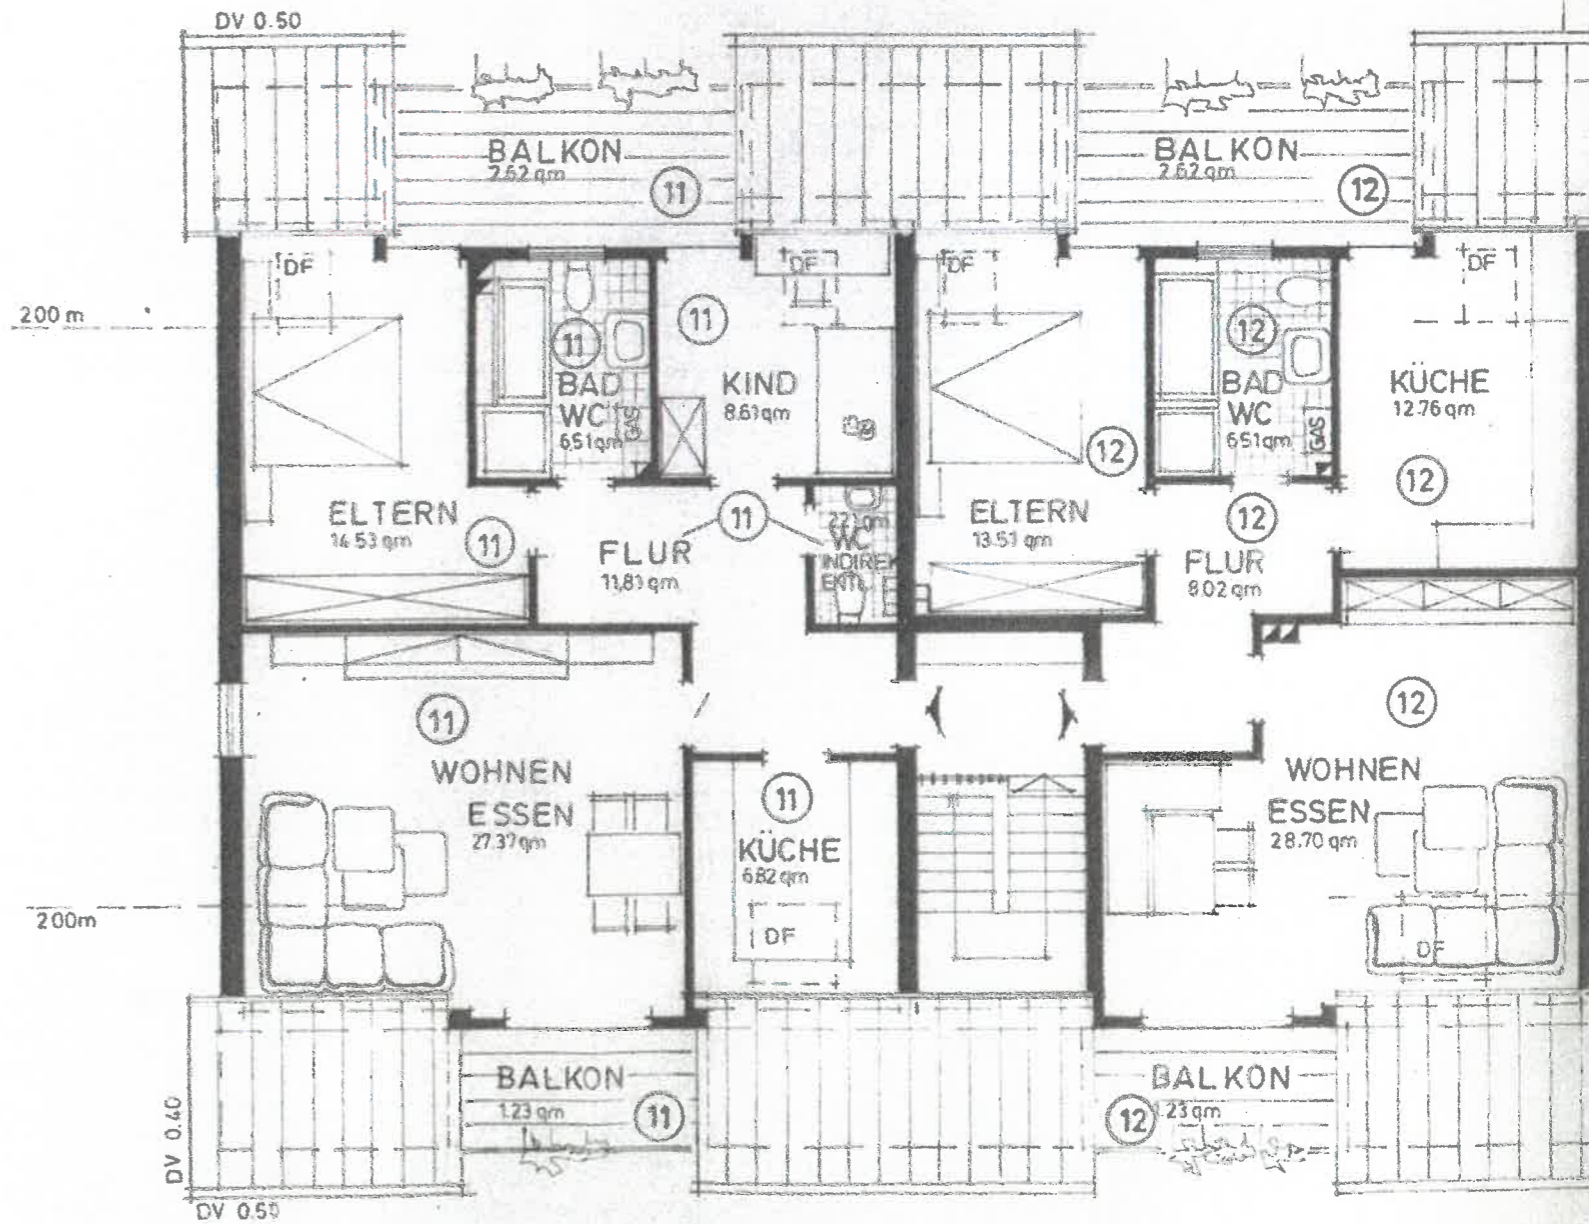 DV 0.50
BALKON
2.62 qm
11
BALKON
2.62 qm
12
DF
DF
DF
DF
200 m
11
11
12
BAD
WC
6.51 qm
GAS
KIND
8.61 qm
BAD
WC
6.51 qm
GAS
KÜCHE
12.76 qm
12
12
ELTERN
14.53 qm
11
11
FLUR
11.81 qm
WC
ELTERN
13.51 qm
12
FLUR
8.02 qm
11
WOHNEN
ESSEN
27.37 qm
11
KÜCHE
6.82 qm
DF
12
WOHNEN
ESSEN
28.70 qm
DF
200m
BALKON
1.23 qm
11
BALKON
1.23 qm
12
DV 0.40
DV 0.50